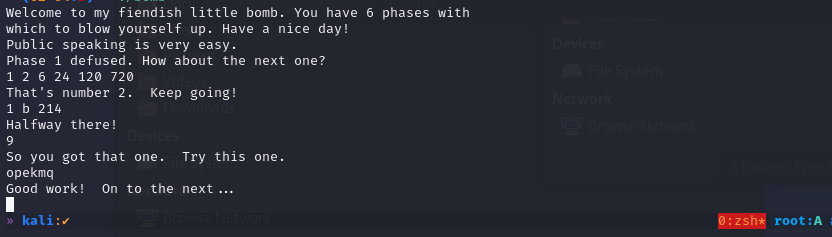 Welcome to my fiendish little bomb. You have 6 phases with
which to blow yourself up. Have a nice day!
Public speaking is very easy.
Phase 1 defused. How about the next one?
1 2 6 24 120 720
That's number 2.  Keep going!
1 b 214
Halfway there!
9
So you got that one.  Try this one.
opekmq
Good work!  On to the next...
» kali:✔
0:zsh* root:A
Devices
File System
Network
Browse Network
Videos
Downloads
Devices
Browse Network